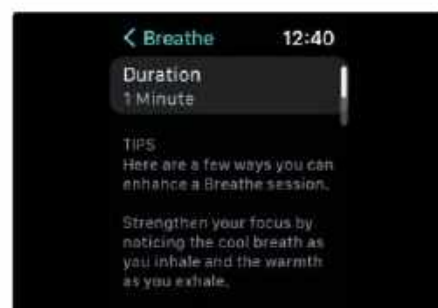 < Breathe 12:40
Duration
1 Minute
TIPS
Here are a few ways you can
enhance a Breathe session.
Strengthen your focus by
noticing the cool breath as
you inhale and the warmth
as you exhale.